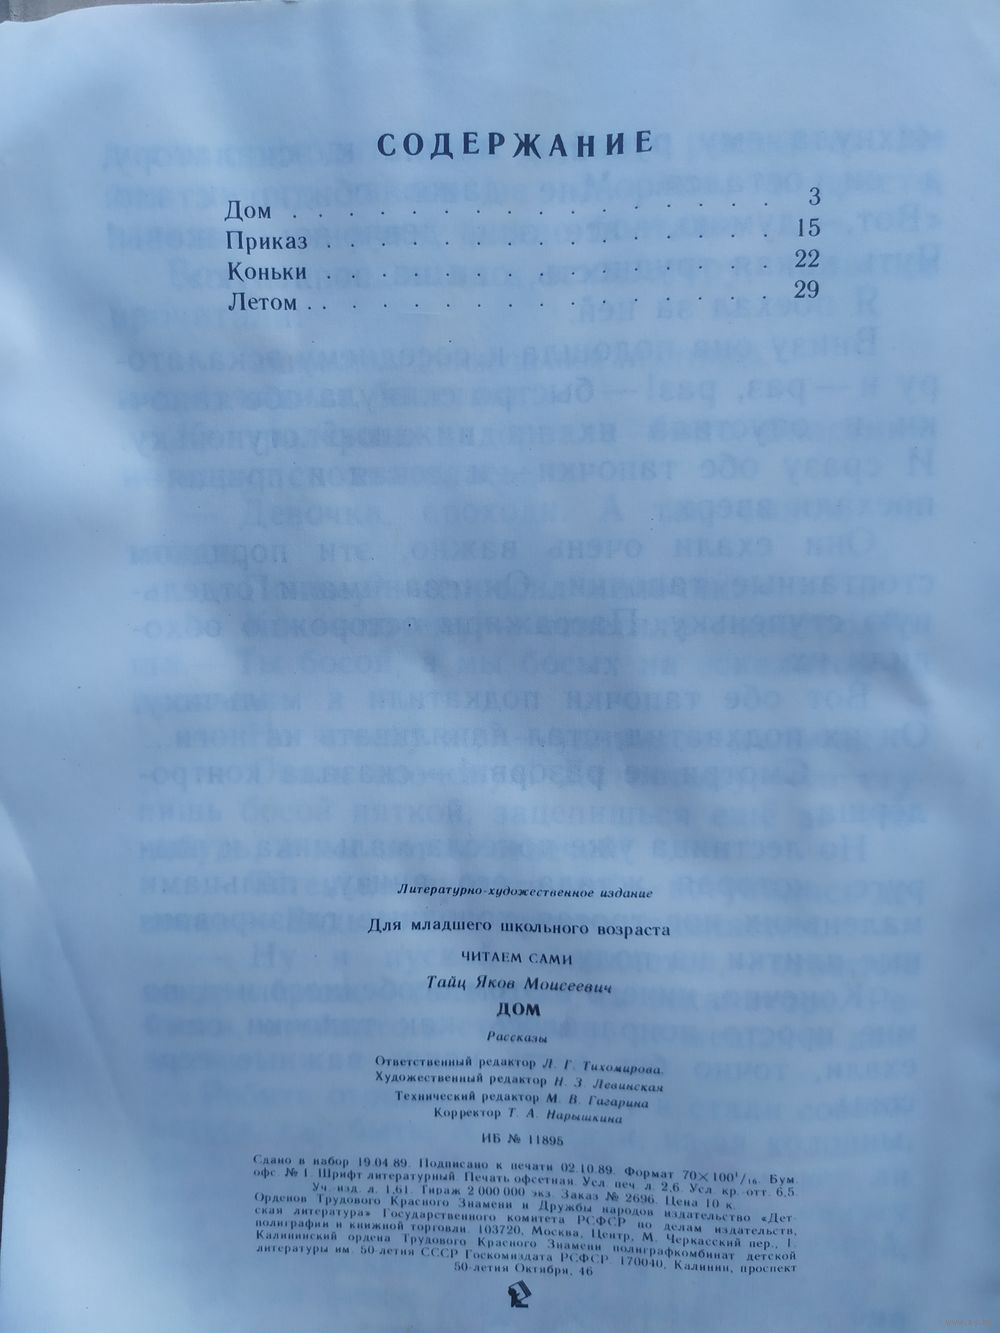 СОДЕРЖАНИЕ
Дом . . . . . . . . . . . . . . . . 3
Приказ . . . . . . . . . . . . . . . 15
Коньки . . . . . . . . . . . . . . . 22
Летом . . . . . . . . . . . . . . . 29
Литературно-художественное издание
Для младшего школьного возраста
ЧИТАЕМ САМИ
Тайц Яков Моисеевич
ДОМ
Рассказы
Ответственный редактор Л. Г. Тихомирова.
Художественный редактор Н. З. Левинская
Технический редактор М. В. Гагарина
Корректор Т. А. Нарышкина
ИБ № 11895
Сдано в набор 19.04.89. Подписано к печати 02.10.89. Формат 70×100¹/₁₆. Бум.
офс. № 1. Шрифт литературный. Печать офсетная. Усл. печ. л. 2,6. Усл. кр.-отт. 6,5.
Уч.-изд. л. 1,61. Тираж 2 000 000 экз. Заказ № 2696. Цена 10 к.
Орденов Трудового Красного Знамени и Дружбы народов издательство «Дет-
ская литература» Государственного комитета РСФСР по делам издательств,
полиграфии и книжной торговли. 103720, Москва, Центр, М. Черкасский пер., 1.
Калининский ордена Трудового Красного Знамени полиграфкомбинат детской
литературы им. 50-летия СССР Госкомиздата РСФСР. 170040, Калинин, проспект
50-летия Октября, 46